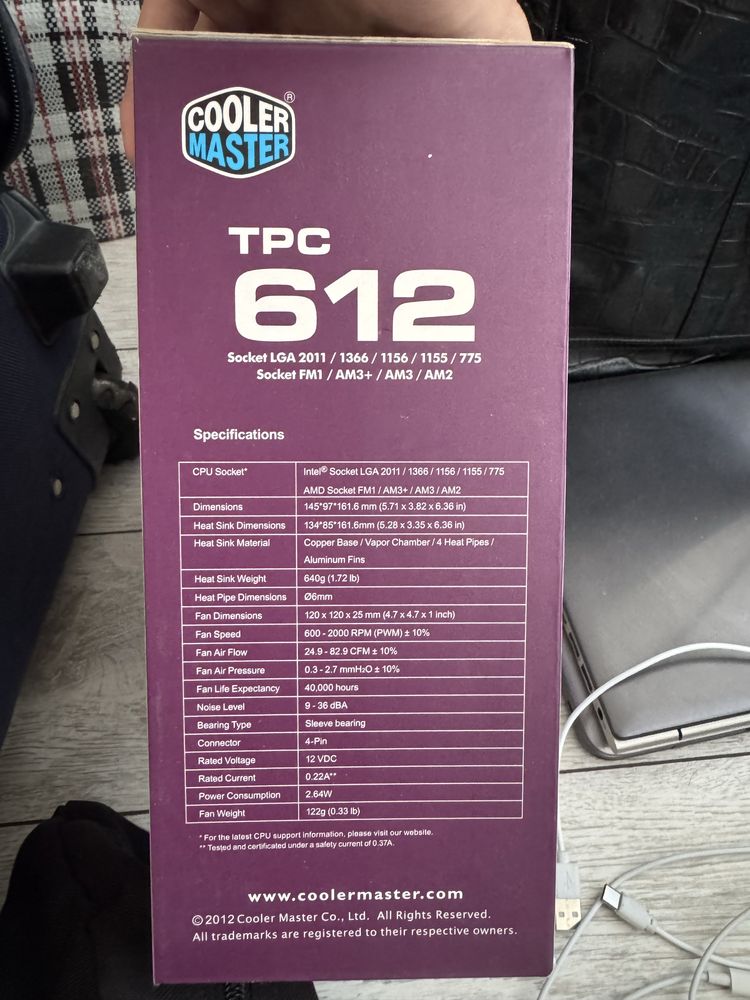 COOLER
MASTER
®
TPC
612
Socket LGA 2011 / 1366 / 1156 / 1155 / 775
Socket FM1 / AM3+ / AM3 / AM2
Specifications
CPU Socket* Intel® Socket LGA 2011 / 1366 / 1156 / 1155 / 775
AMD Socket FM1 / AM3+ / AM3 / AM2
Dimensions 145*97*161.6 mm (5.71 x 3.82 x 6.36 in)
Heat Sink Dimensions 134*85*161.6mm (5.28 x 3.35 x 6.36 in)
Heat Sink Material Copper Base / Vapor Chamber / 4 Heat Pipes /
Aluminum Fins
Heat Sink Weight 640g (1.72 lb)
Heat Pipe Dimensions Ø6mm
Fan Dimensions 120 x 120 x 25 mm (4.7 x 4.7 x 1 inch)
Fan Speed 600 - 2000 RPM (PWM) ± 10%
Fan Air Flow 24.9 - 82.9 CFM ± 10%
Fan Air Pressure 0.3 - 2.7 mmH₂O ± 10%
Fan Life Expectancy 40,000 hours
Noise Level 9 - 36 dBA
Bearing Type Sleeve bearing
Connector 4-Pin
Rated Voltage 12 VDC
Rated Current 0.22A**
Power Consumption 2.64W
Fan Weight 122g (0.33 lb)
* For the latest CPU support information, please visit our website.
** Tested and certificated under a safety current of 0.37A.
www.coolermaster.com
©2012 Cooler Master Co., Ltd. All Rights Reserved.
All trademarks are registered to their respective owners.